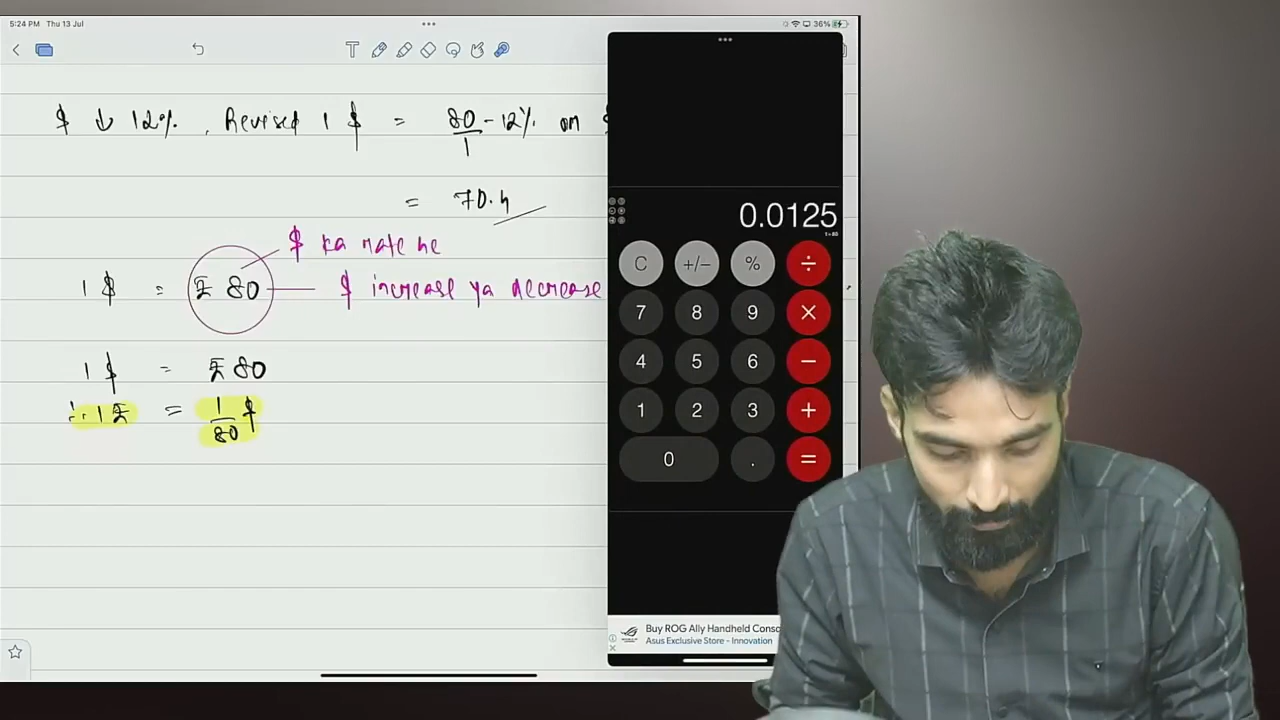 5:24 PM Thu 13 Jul
36%
T
$ ↓ 12%, Revised 1 $ = 80/1 - 12% on
= 70.4
$ ka rate he
1 $ = ₹ 80
$ increase ya decrease
1 $ = ₹ 80
∴ 1 ₹ = 1/80 $
0.0125
1÷80
C +/− % ÷
7 8 9 ×
4 5 6 −
1 2 3 +
0 . =
Buy ROG Ally Handheld Conso
Asus Exclusive Store - Innovation